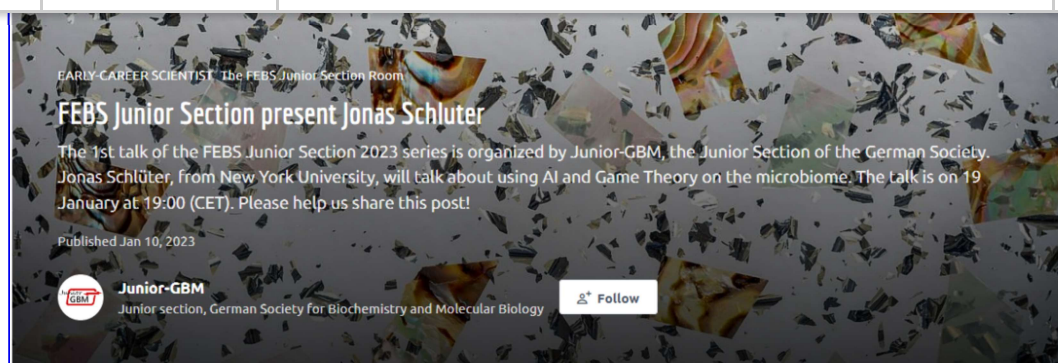 EARLY-CAREER SCIENTIST The FEBS Junior Section Room
FEBS Junior Section present Jonas Schluter
The 1st talk of the FEBS Junior Section 2023 series is organized by Junior-GBM, the Junior Section of the German Society.
Jonas Schlüter, from New York University, will talk about using AI and Game Theory on the microbiome. The talk is on 19
January at 19:00 (CET). Please help us share this post!
Published Jan 10, 2023
Junior GBM
Junior-GBM
Junior section, German Society for Biochemistry and Molecular Biology
Follow